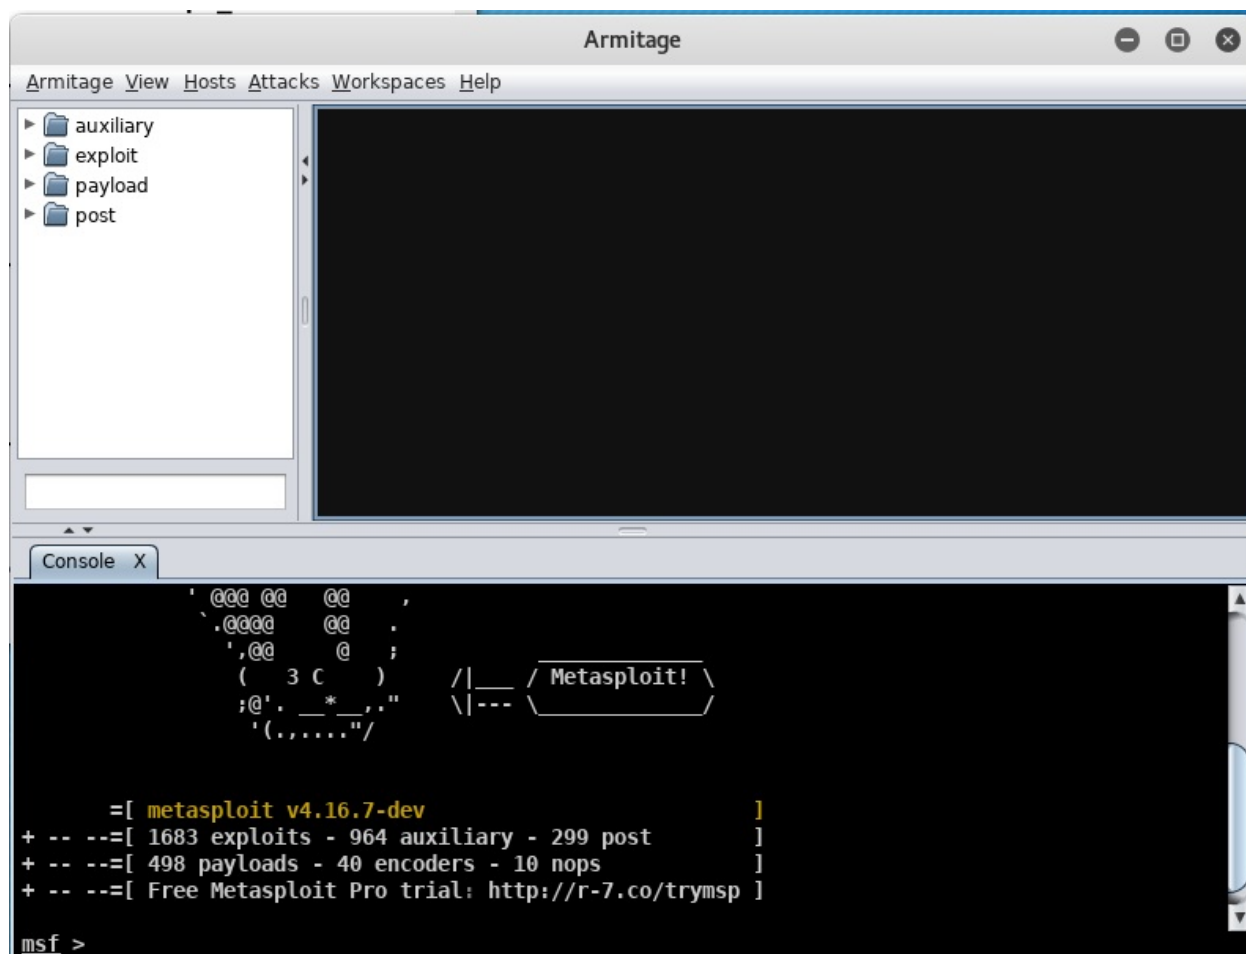 Armitage
Armitage View Hosts Attacks Workspaces Help
auxiliary
exploit
payload
post
Console X
' @@@ @@   @@    ,
`.@@@@    @@   .
',@@     @   ;
(   3 C    )     /|___ / Metasploit! \
;@'. __*__,."    \|--- \_____________/
'(.,...."/
=[ metasploit v4.16.7-dev                          ]
+ -- --=[ 1683 exploits - 964 auxiliary - 299 post        ]
+ -- --=[ 498 payloads - 40 encoders - 10 nops            ]
+ -- --=[ Free Metasploit Pro trial: http://r-7.co/trymsp ]
msf >